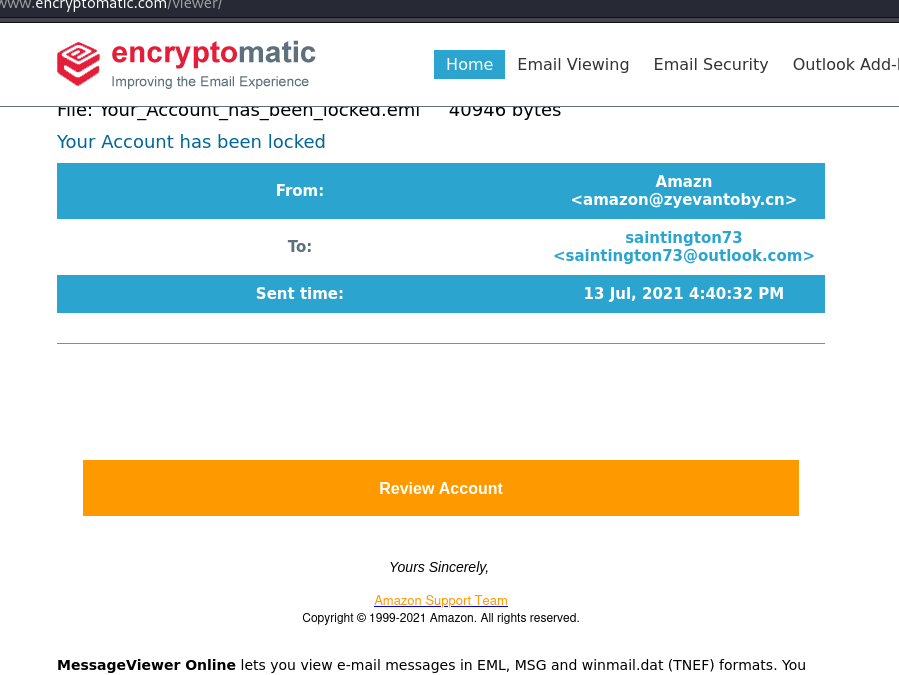 www.encryptomatic.com/viewer/
encryptomatic
Improving the Email Experience
Home Email Viewing Email Security Outlook Add-
File: Your_Account_has_been_locked.eml 40946 bytes
Your Account has been locked
From: Amazn
<amazon@zyevantoby.cn>
To: saintington73
<saintington73@outlook.com>
Sent time: 13 Jul, 2021 4:40:32 PM
Review Account
Yours Sincerely,
Amazon Support Team
Copyright © 1999-2021 Amazon. All rights reserved.
MessageViewer Online lets you view e-mail messages in EML, MSG and winmail.dat (TNEF) formats. You